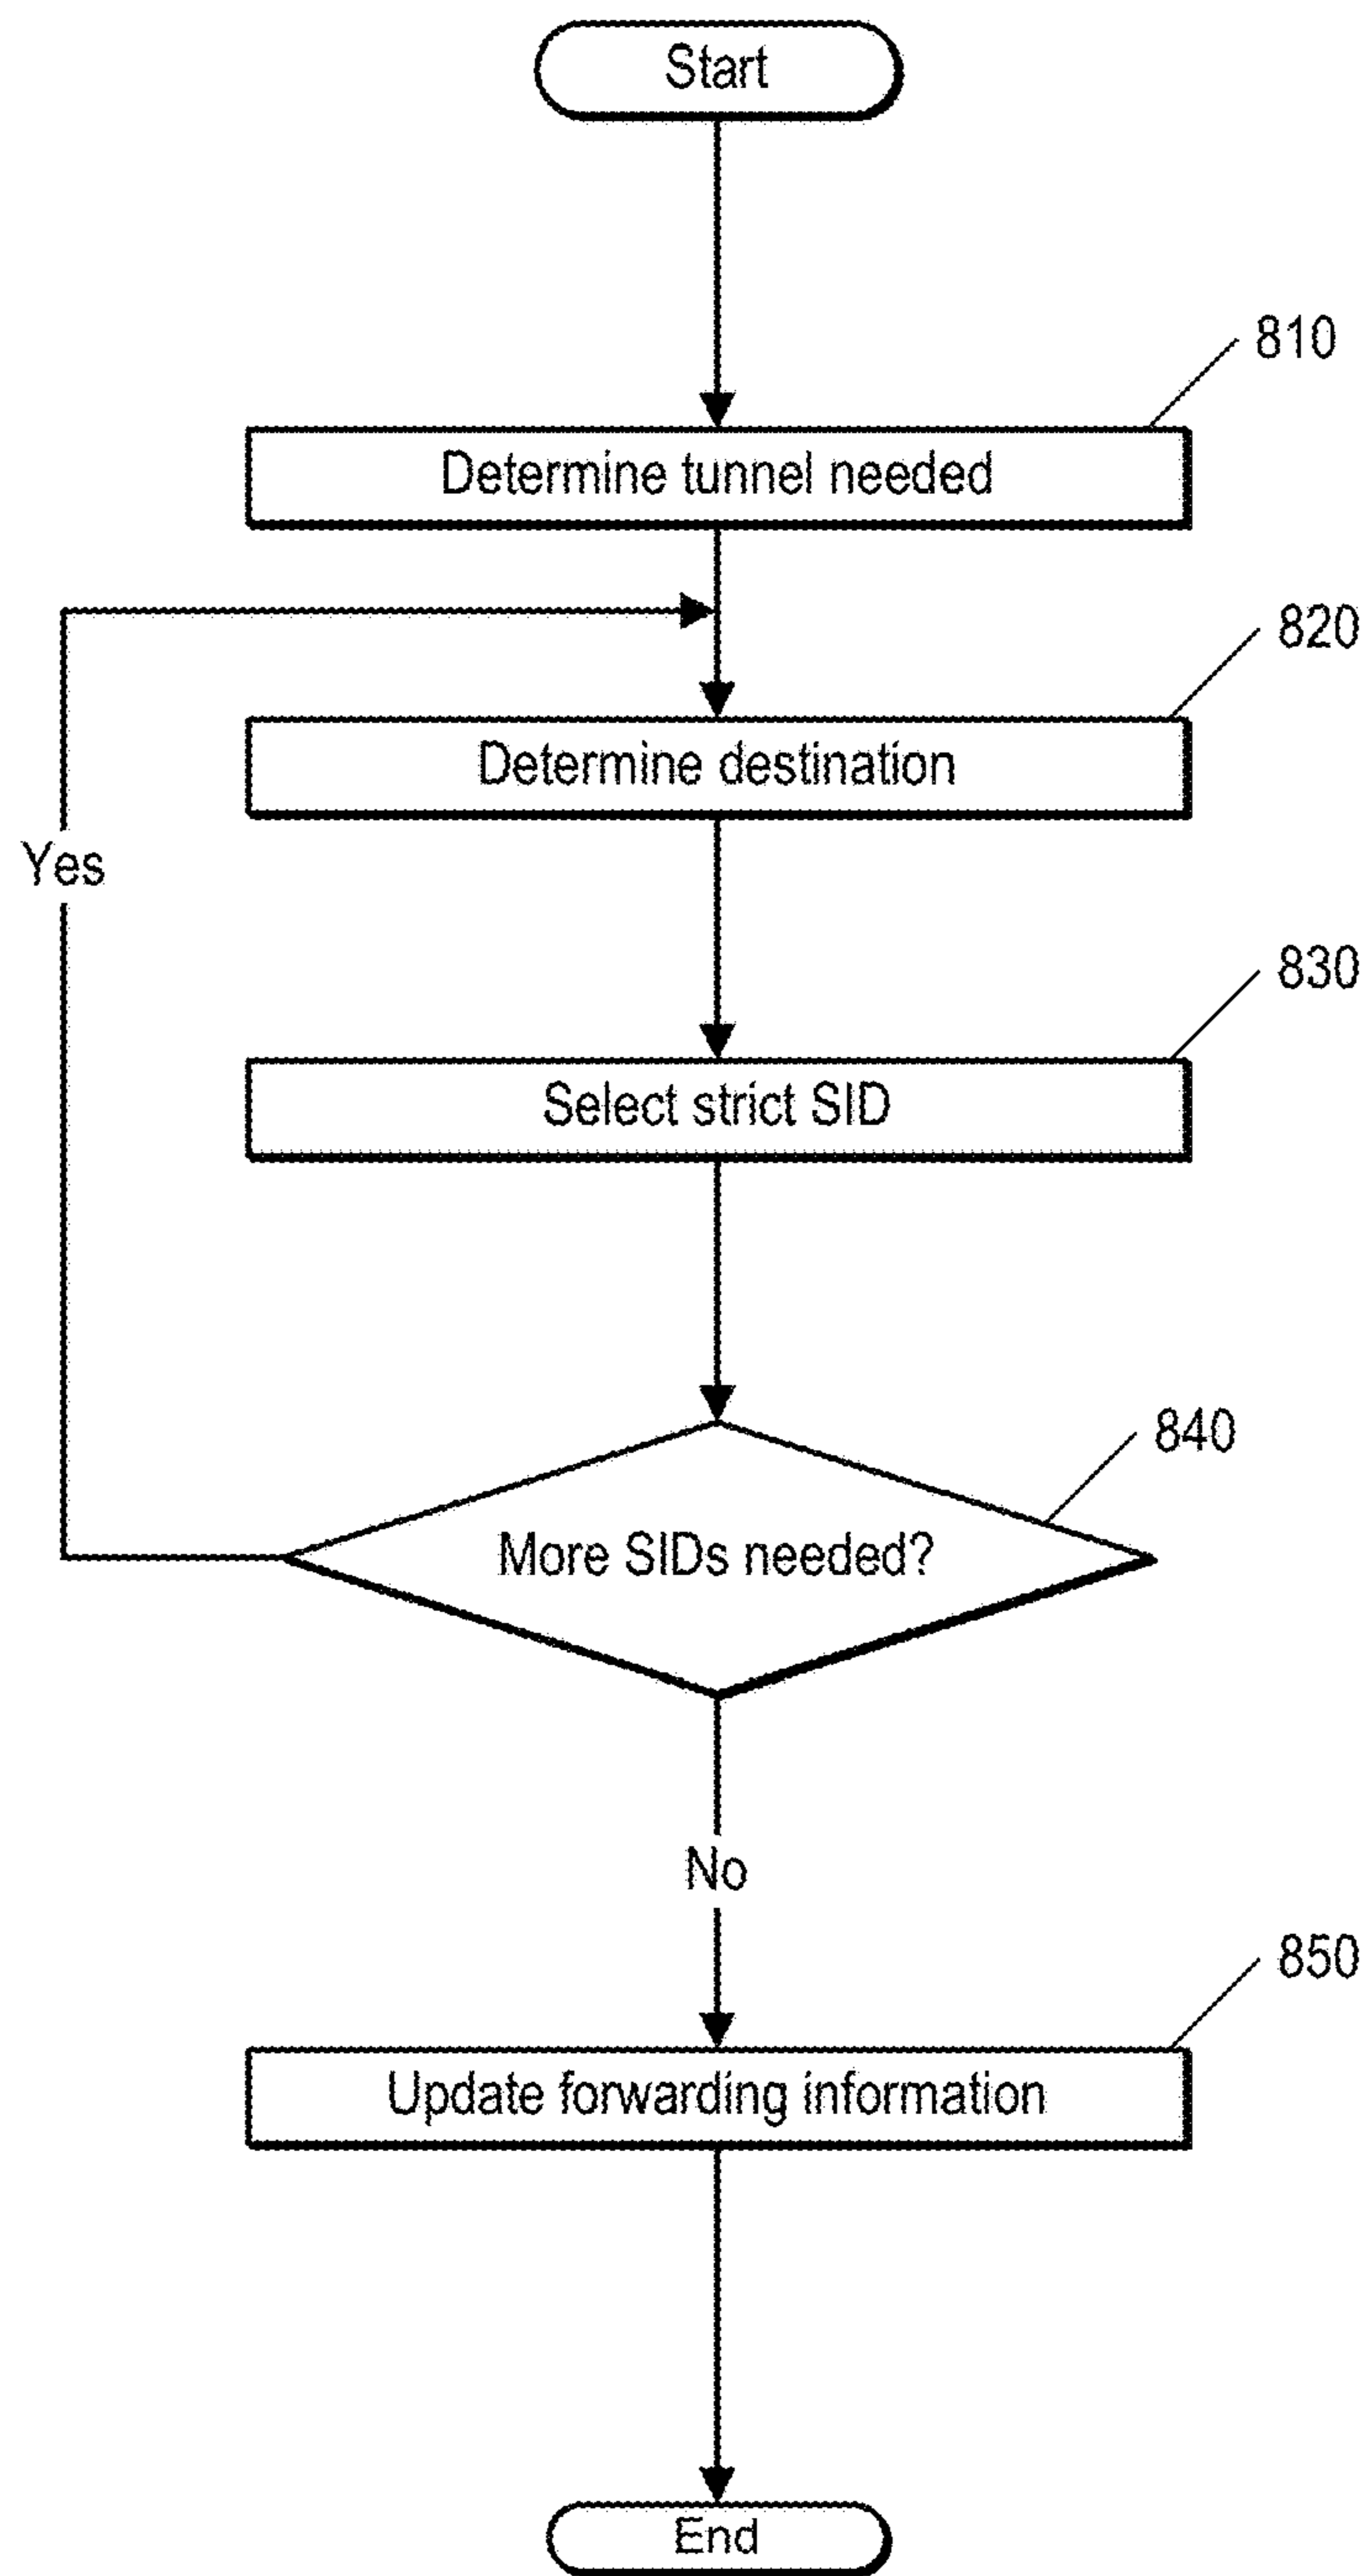 Start
810
Determine tunnel needed
820
Determine destination
Yes
830
Select strict SID
840
More SIDs needed?
No
850
Update forwarding information
End